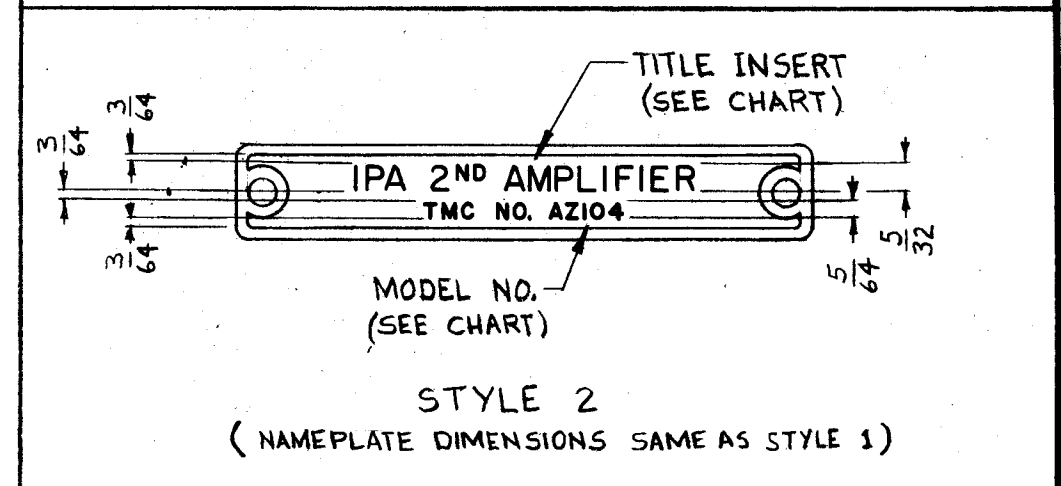 TITLE INSERT
(SEE CHART)
3/64
3/64
IPA 2ND AMPLIFIER
TMC NO. AZ104
3/64
5/64
5/32
MODEL NO.
(SEE CHART)
STYLE 2
( NAMEPLATE DIMENSIONS SAME AS STYLE 1 )